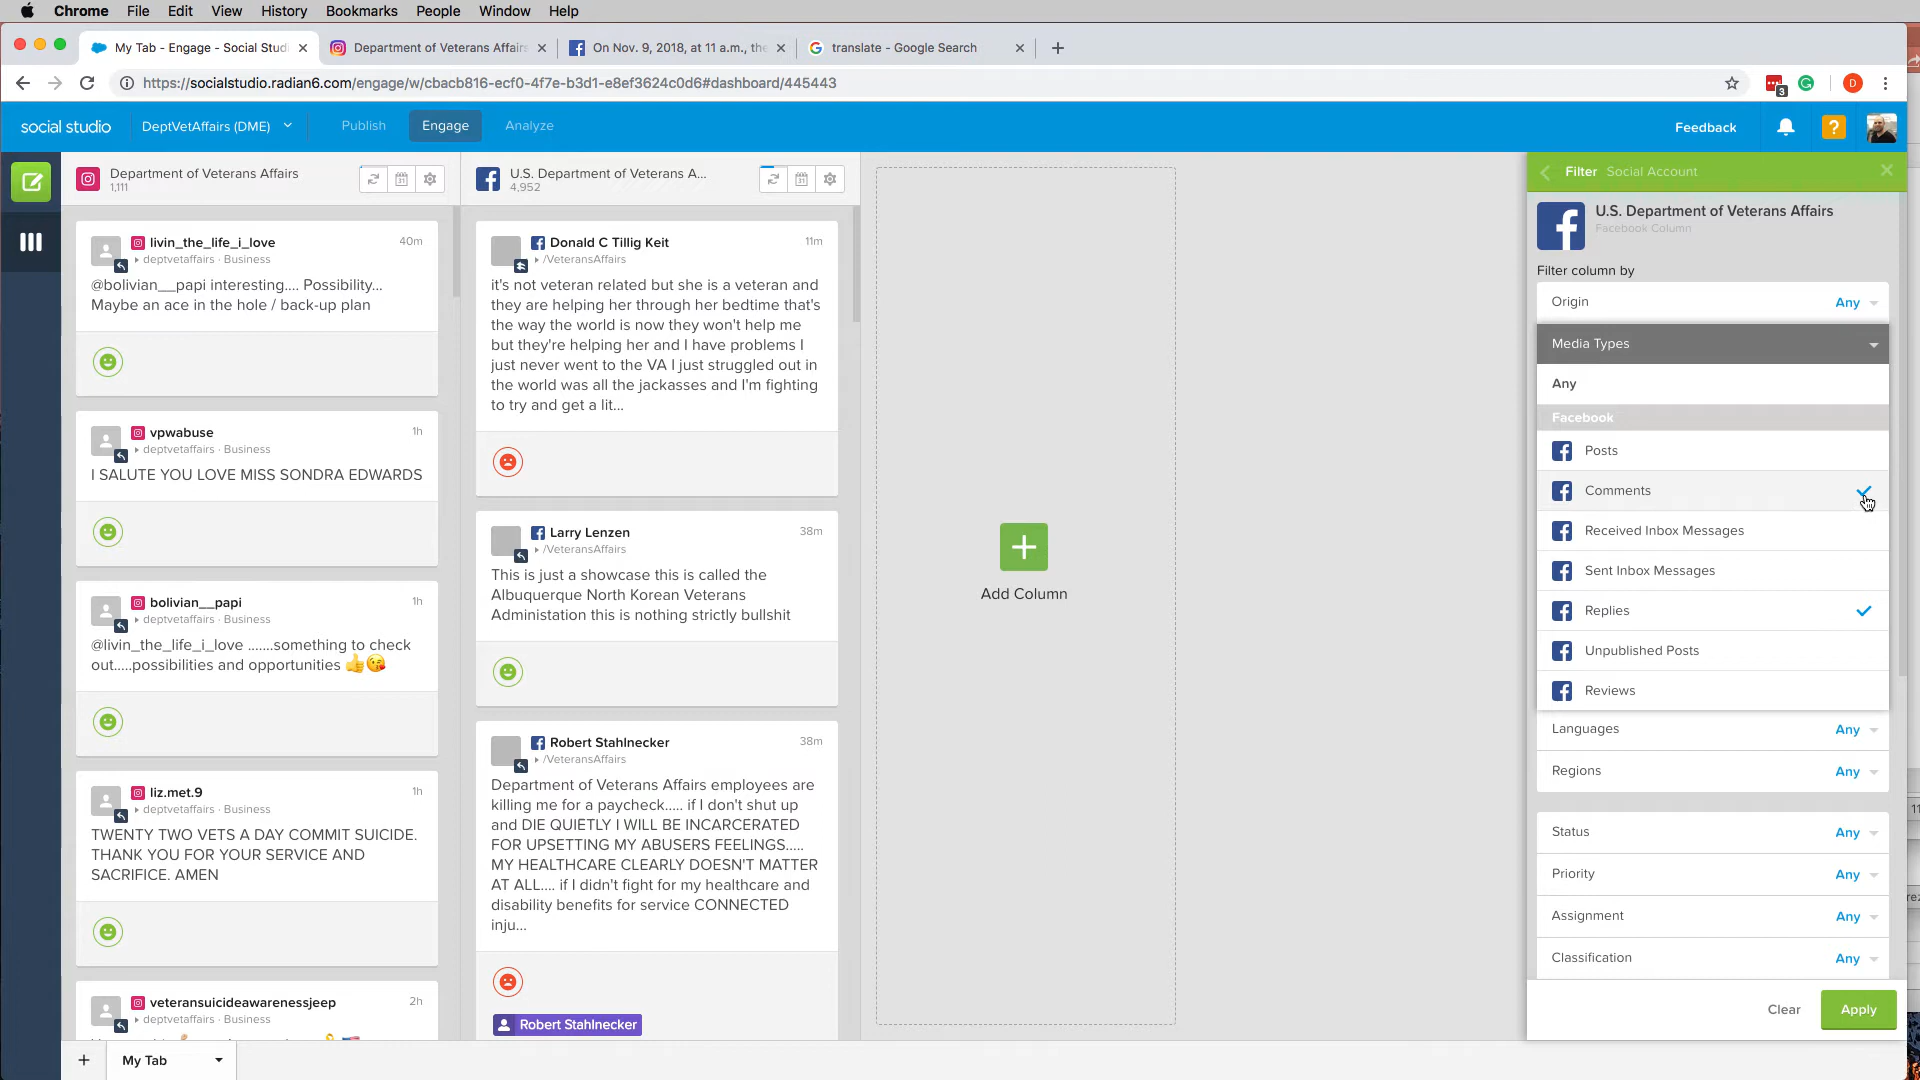 Chrome File Edit View History Bookmarks People Window Help
My Tab - Engage - Social Studi
Department of Veterans Affairs
On Nov. 9, 2018, at 11 a.m., the
translate - Google Search
https://socialstudio.radian6.com/engage/w/cbacb816-ecf0-4f7e-b3d1-e8ef3624c0d6#dashboard/445443
3
D
social studio
DeptVetAffairs (DME)
Publish
Engage
Analyze
Feedback
?
Department of Veterans Affairs
1,111
31
livin_the_life_i_love
40m
deptvetaffairs · Business
@bolivian__papi interesting.... Possibility...
Maybe an ace in the hole / back-up plan
vpwabuse
1h
deptvetaffairs · Business
I SALUTE YOU LOVE MISS SONDRA EDWARDS
bolivian__papi
1h
deptvetaffairs · Business
@livin_the_life_i_love .......something to check
out.....possibilities and opportunities 👍😘
liz.met.9
1h
deptvetaffairs · Business
TWENTY TWO VETS A DAY COMMIT SUICIDE.
THANK YOU FOR YOUR SERVICE AND
SACRIFICE. AMEN
veteransuicideawarenessjeep
2h
deptvetaffairs · Business
U.S. Department of Veterans A...
4,952
31
Donald C Tillig Keit
11m
/VeteransAffairs
it's not veteran related but she is a veteran and
they are helping her through her bedtime that's
the way the world is now they won't help me
but they're helping her and I have problems I
just never went to the VA I just struggled out in
the world was all the jackasses and I'm fighting
to try and get a lit...
Larry Lenzen
38m
/VeteransAffairs
This is just a showcase this is called the
Albuquerque North Korean Veterans
Administation this is nothing strictly bullshit
Robert Stahlnecker
38m
/VeteransAffairs
Department of Veterans Affairs employees are
killing me for a paycheck..... if I don't shut up
and DIE QUIETLY I WILL BE INCARCERATED
FOR UPSETTING MY ABUSERS FEELINGS.....
MY HEALTHCARE CLEARLY DOESN'T MATTER
AT ALL.... if I didn't fight for my healthcare and
disability benefits for service CONNECTED
inju...
Robert Stahlnecker
Add Column
Filter Social Account
U.S. Department of Veterans Affairs
Facebook Column
Filter column by
Origin Any
Media Types
Any
Facebook
Posts
Comments
Received Inbox Messages
Sent Inbox Messages
Replies
Unpublished Posts
Reviews
Languages Any
Regions Any
Status Any
Priority Any
Assignment Any
Classification Any
Clear
Apply
My Tab